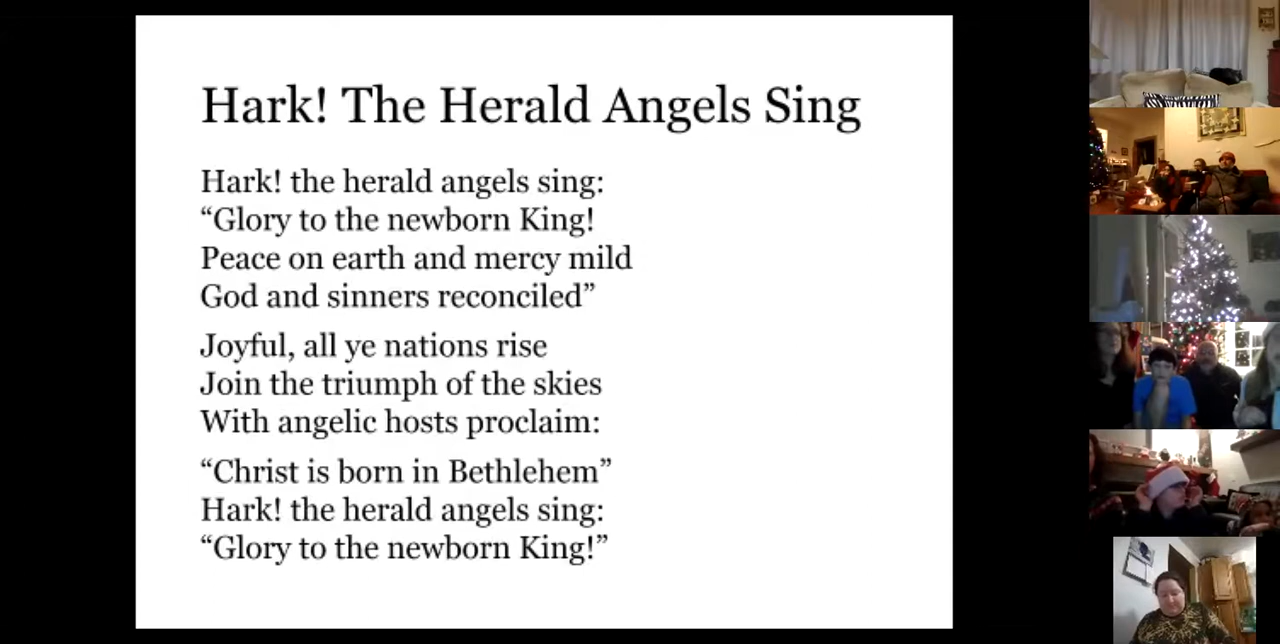 Hark! The Herald Angels Sing
Hark! the herald angels sing:
“Glory to the newborn King!
Peace on earth and mercy mild
God and sinners reconciled”
Joyful, all ye nations rise
Join the triumph of the skies
With angelic hosts proclaim:
“Christ is born in Bethlehem”
Hark! the herald angels sing:
“Glory to the newborn King!”